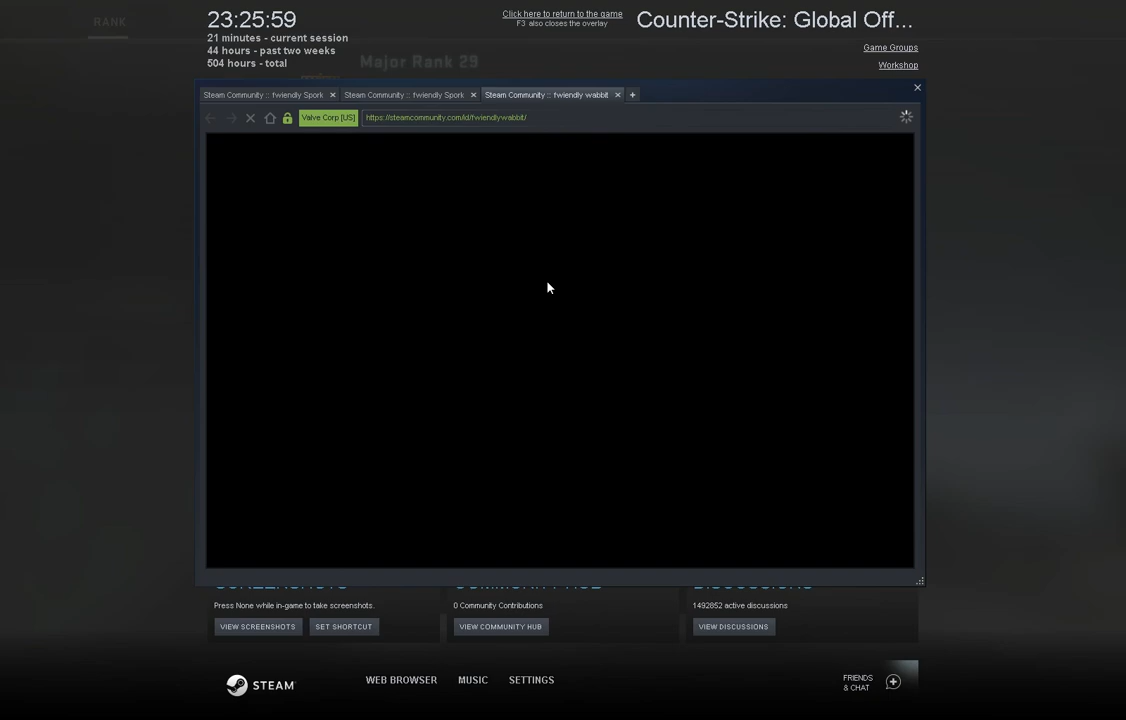 RANK
23:25:59
Click here to return to the game
F3 also closes the overlay
Counter-Strike: Global Off...
21 minutes - current session
44 hours - past two weeks
504 hours - total
Game Groups
Workshop
Major Rank 29
Steam Community :: fwiendly Spork
Steam Community :: fwiendly Spork
Steam Community :: fwiendly wabbit
Valve Corp [US]
https://steamcommunity.com/id/fwiendlywabbit/
SCREENSHOTS
COMMUNITY HUB
DISCUSSIONS
Press None while in-game to take screenshots.
0 Community Contributions
1492852 active discussions
VIEW SCREENSHOTS
SET SHORTCUT
VIEW COMMUNITY HUB
VIEW DISCUSSIONS
STEAM
WEB BROWSER
MUSIC
SETTINGS
FRIENDS
& CHAT